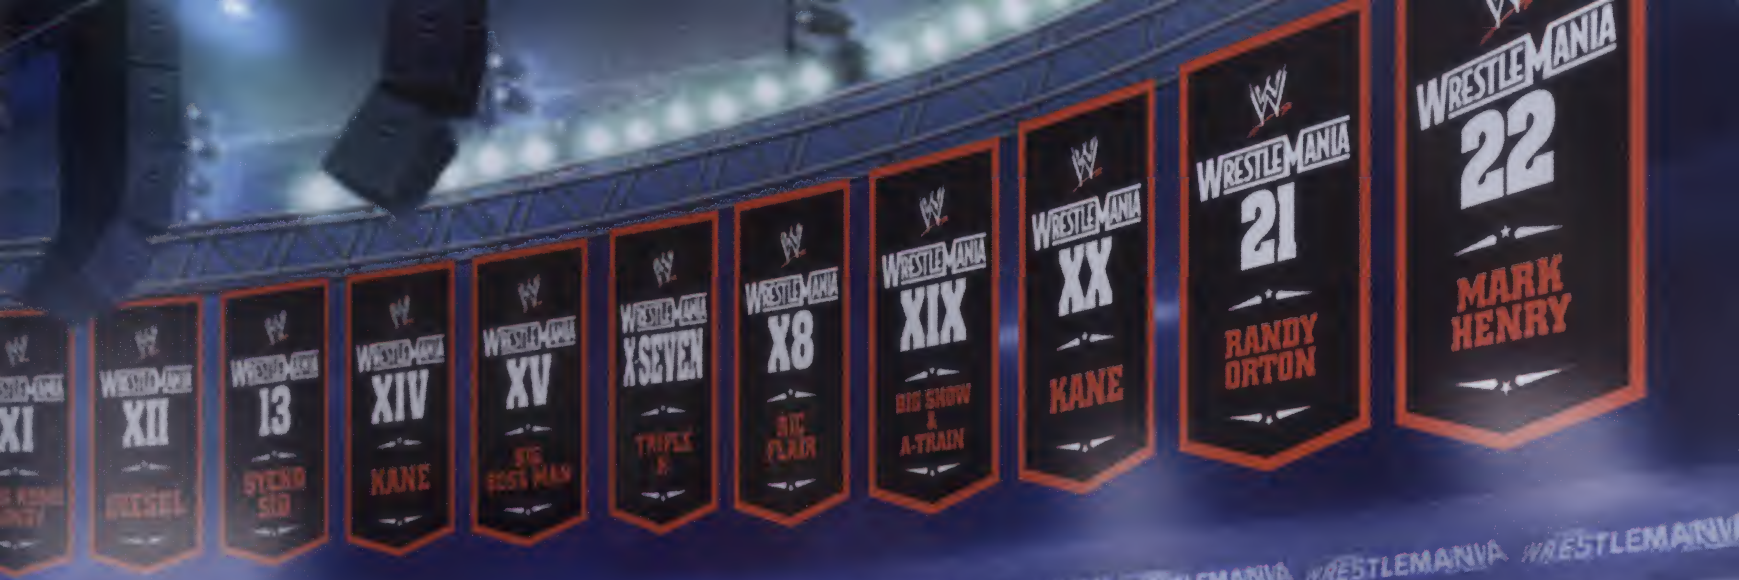 XI
WRESTLEMANIA
XII
DIESEL
WRESTLEMANIA
13
SYCHO
SID
WRESTLEMANIA
XIV
KANE
WRESTLEMANIA
XV
BIG
BOSS MAN
WRESTLEMANIA
X-SEVEN
TRIPLE
H
WRESTLEMANIA
X8
RIC
FLAIR
WRESTLEMANIA
XIX
BIG SHOW
&
A-TRAIN
WRESTLEMANIA
XX
KANE
WRESTLEMANIA
21
RANDY
ORTON
WRESTLEMANIA
22
MARK
HENRY
WRESTLEMANIA WRESTLEMANIA